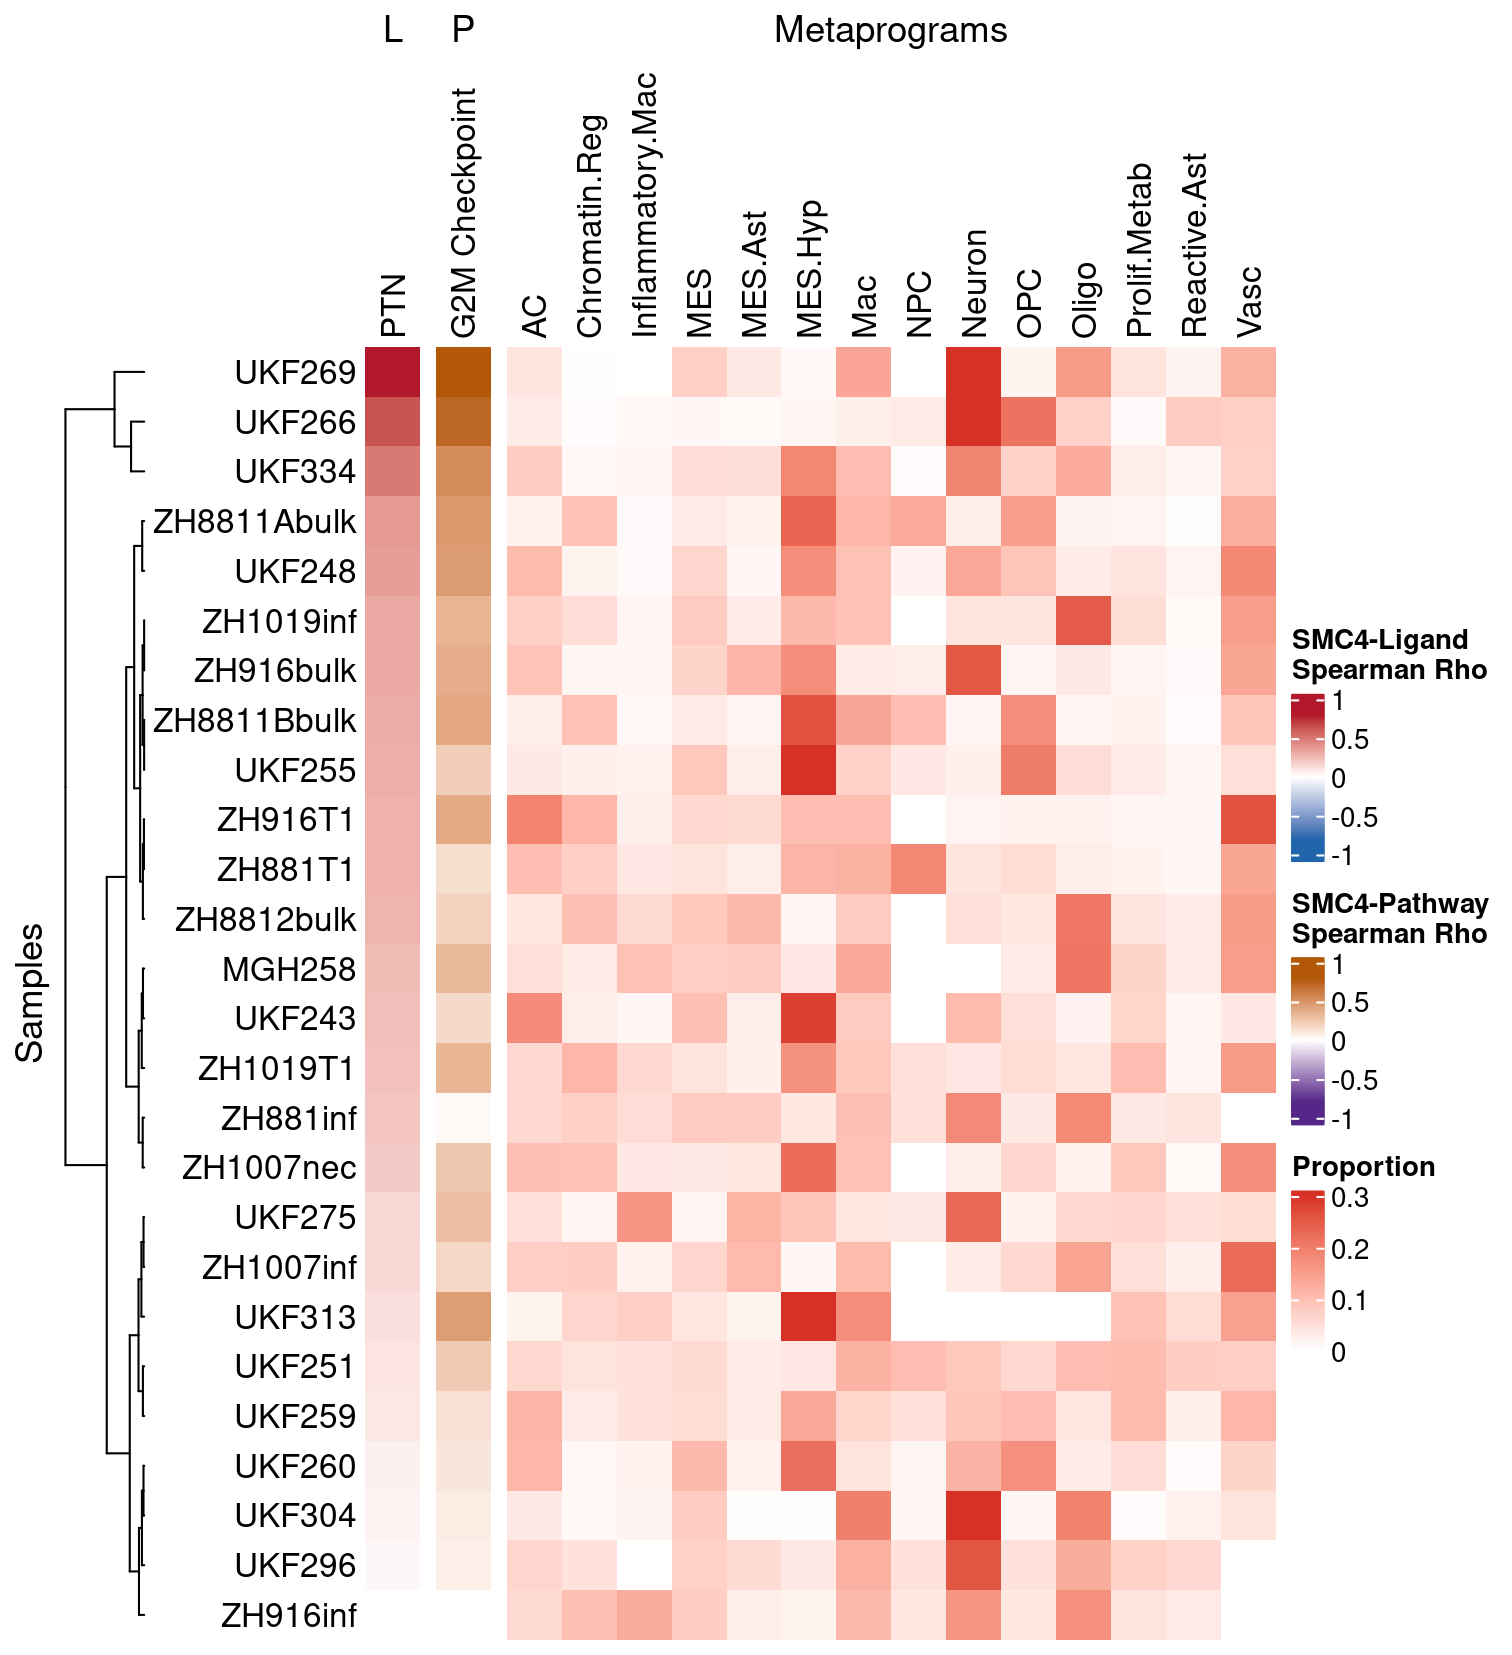 L P Metaprograms
PTN
G2M Checkpoint
AC
Chromatin.Reg
Inflammatory.Mac
MES
MES.Ast
MES.Hyp
Mac
NPC
Neuron
OPC
Oligo
Prolif.Metab
Reactive.Ast
Vasc
Samples
UKF269
UKF266
UKF334
ZH8811Abulk
UKF248
ZH1019inf
ZH916bulk
ZH8811Bbulk
UKF255
ZH916T1
ZH881T1
ZH8812bulk
MGH258
UKF243
ZH1019T1
ZH881inf
ZH1007nec
UKF275
ZH1007inf
UKF313
UKF251
UKF259
UKF260
UKF304
UKF296
ZH916inf
SMC4-Ligand
Spearman Rho
1
0.5
0
-0.5
-1
SMC4-Pathway
Spearman Rho
1
0.5
0
-0.5
-1
Proportion
0.3
0.2
0.1
0